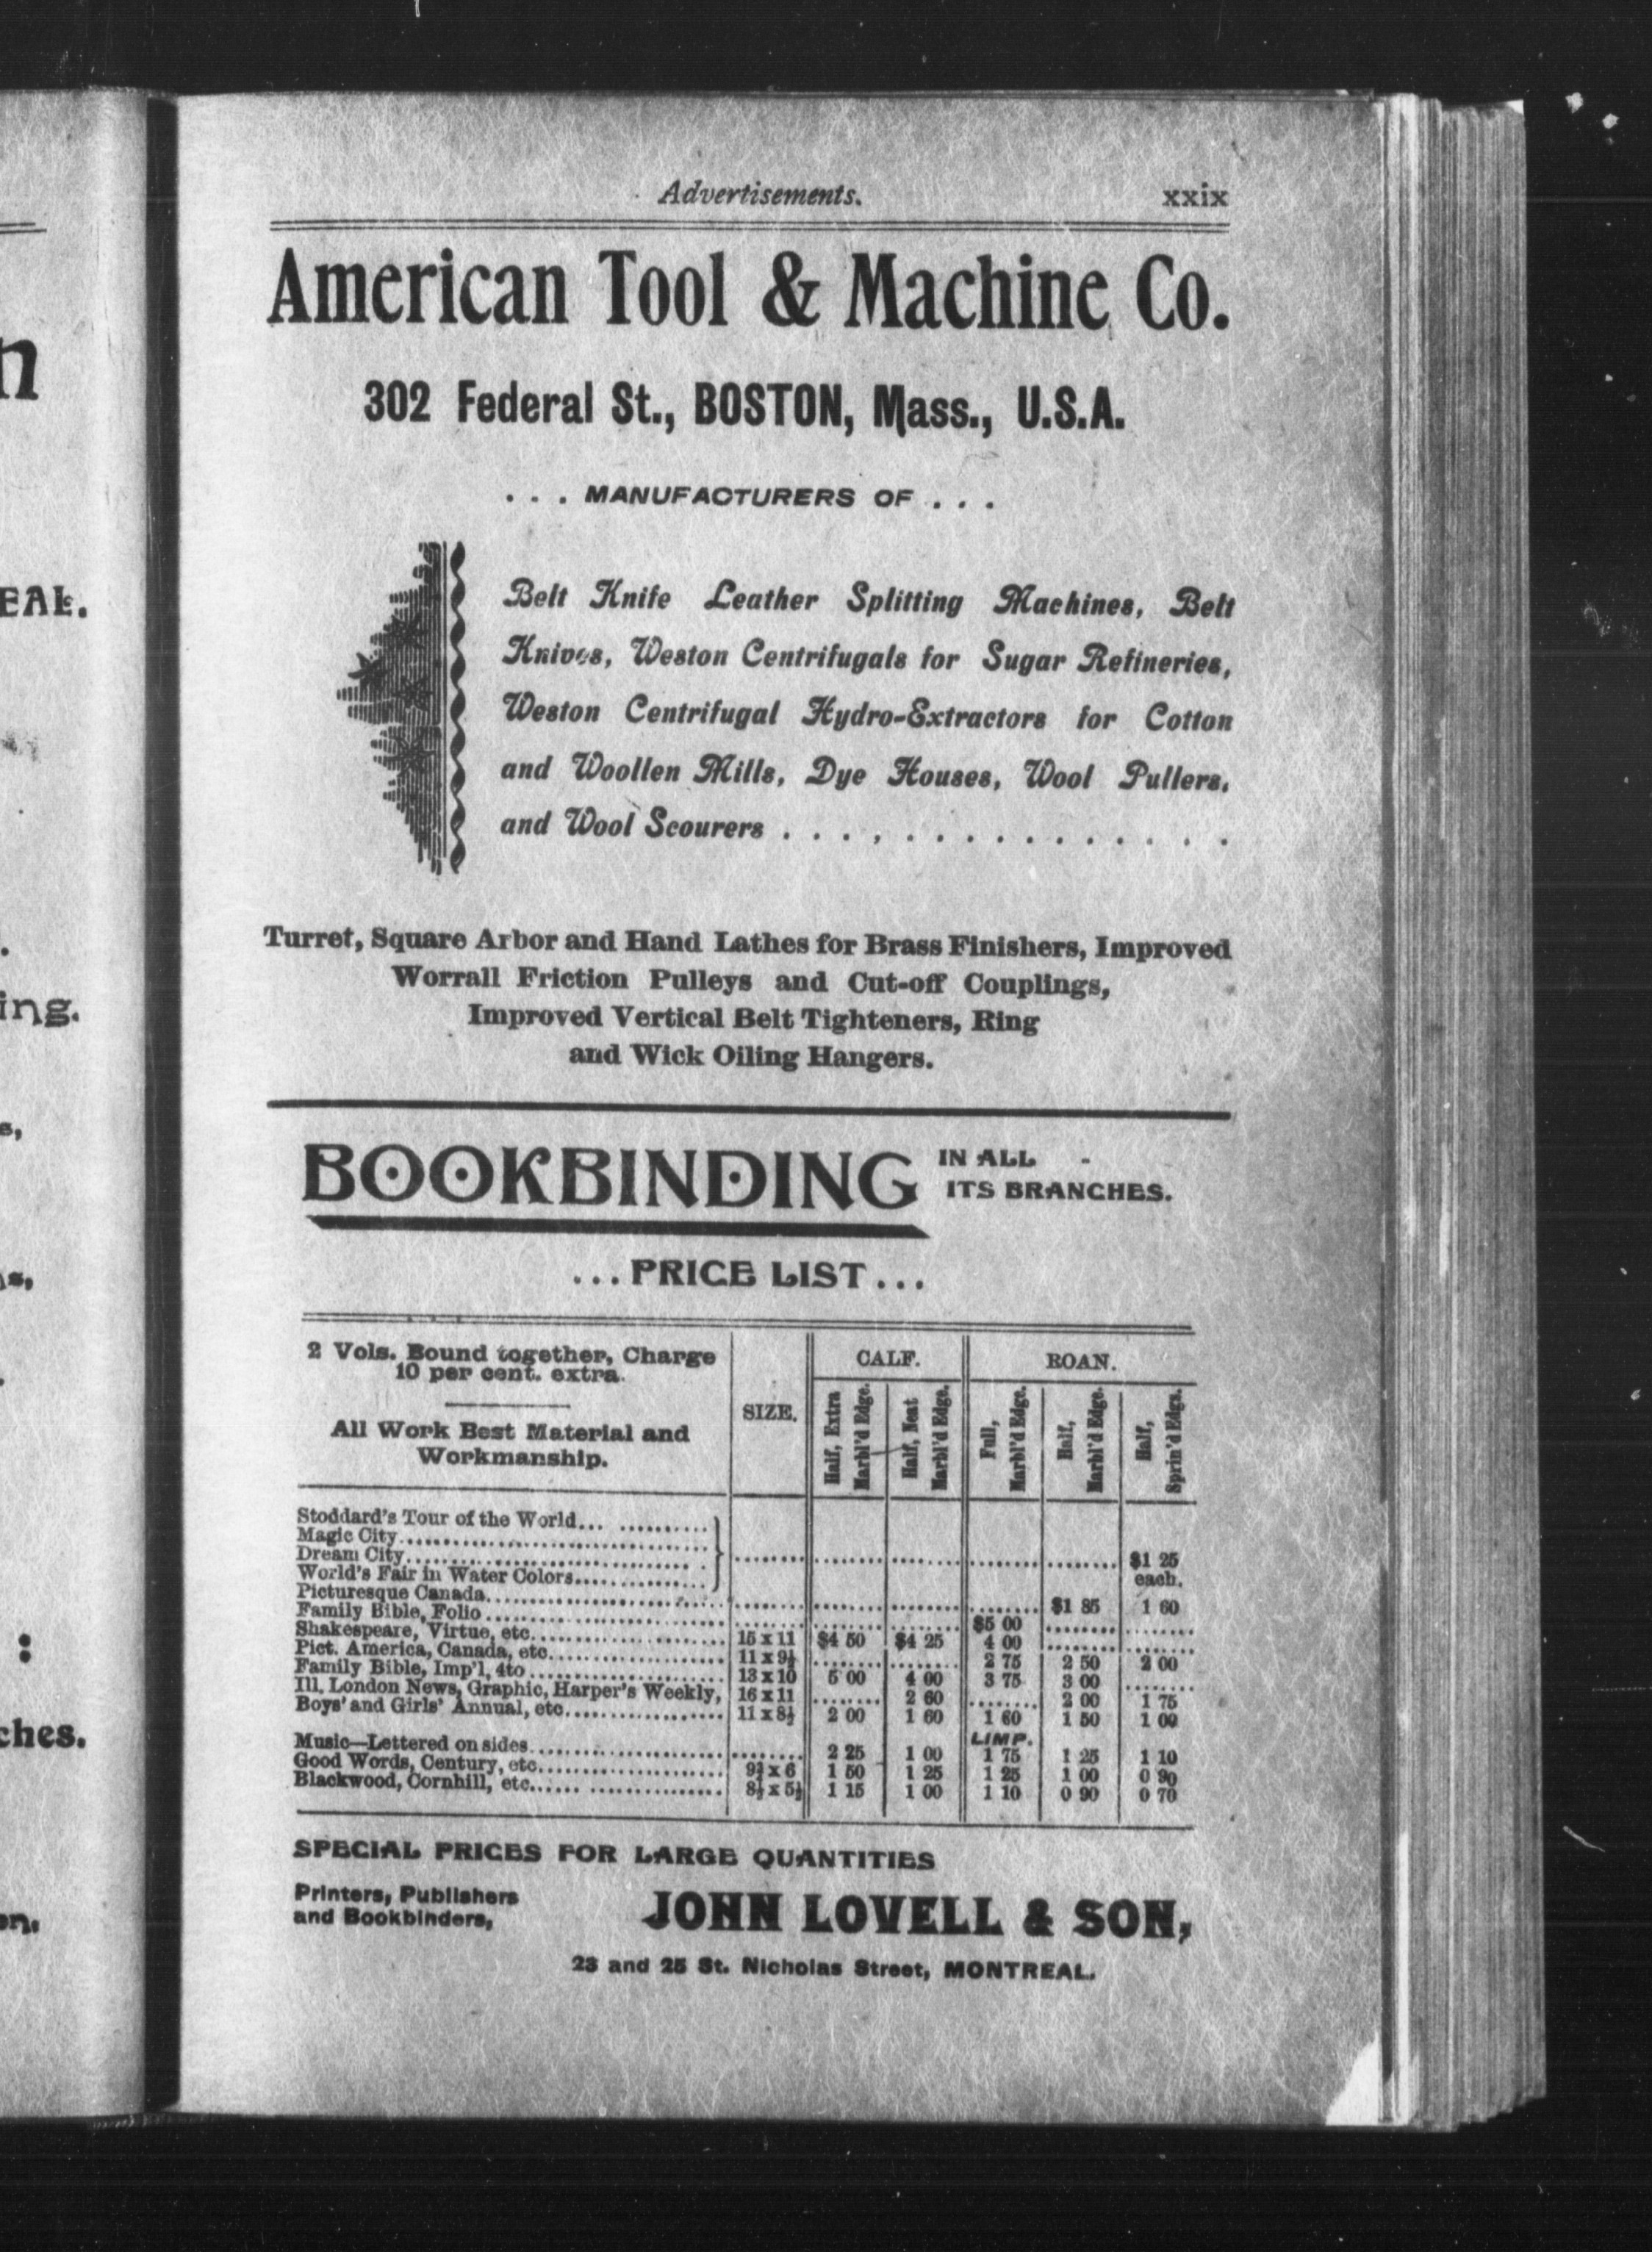 Advertisements. xxix
American Tool & Machine Co.
302 Federal St., BOSTON, Mass., U.S.A.
. . . MANUFACTURERS OF . . .
Belt Knife Leather Splitting Machines, Belt
Knives, Weston Centrifugals for Sugar Refineries,
Weston Centrifugal Hydro-Extractors for Cotton
and Woollen Mills, Dye Houses, Wool Pullers,
and Wool Scourers . . . . . . . . . . . . . . . .
Turret, Square Arbor and Hand Lathes for Brass Finishers, Improved
Worrall Friction Pulleys and Cut-off Couplings,
Improved Vertical Belt Tighteners, Ring
and Wick Oiling Hangers.
BOOKBINDING IN ALL
ITS BRANCHES.
...PRICE LIST...
2 Vols. Bound together, Charge
10 per cent. extra.
All Work Best Material and
Workmanship.
SIZE.
CALF.
Half, Extra
Marbl'd Edge.
Half, Neat
Marbl'd Edge.
ROAN.
Full,
Marbl'd Edge.
Half,
Marbl'd Edge.
Half,
Sprin'd Edgs.
Stoddard's Tour of the World... ..........
Magic City....................
Dream City.................... $1 25
World's Fair in Water Colors............... each.
Picturesque Canada.................... $1 85 1 60
Family Bible, Folio.................... $5 00
Shakespeare, Virtue, etc.................... 15 x 11 $4 50 $4 25 4 00
Pict. America, Canada, etc.................... 11 x 9½ 2 75 2 50 2 00
Family Bible, Imp'l, 4to.................... 13 x 10 5 00 4 00 3 75 3 00
Ill. London News, Graphic, Harper's Weekly, 16 x 11 2 60 2 00 1 75
Boys' and Girls' Annual, etc.................... 11 x 8½ 2 00 1 60 1 60 1 50 1 00
LIMP.
Music—Lettered on sides.................... 2 25 1 00 1 75 1 25 1 10
Good Words, Century, etc.................... 9¾ x 6 1 50 1 25 1 25 1 00 0 90
Blackwood, Cornhill, etc.................... 8½ x 5½ 1 15 1 00 1 10 0 90 0 70
SPECIAL PRICES FOR LARGE QUANTITIES
Printers, Publishers
and Bookbinders,
JOHN LOVELL & SON,
23 and 25 St. Nicholas Street, MONTREAL.